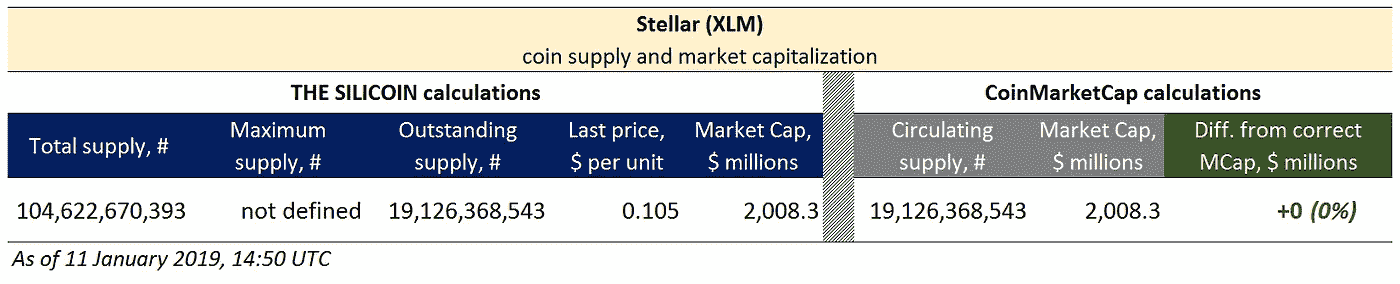 Stellar (XLM)
coin supply and market capitalization
THE SILICOIN calculations CoinMarketCap calculations
Total supply, # Maximum supply, # Outstanding supply, # Last price, $ per unit Market Cap, $ millions Circulating supply, # Market Cap, $ millions Diff. from correct MCap, $ millions
104,622,670,393 not defined 19,126,368,543 0.105 2,008.3 19,126,368,543 2,008.3 +0 (0%)
As of 11 January 2019, 14:50 UTC